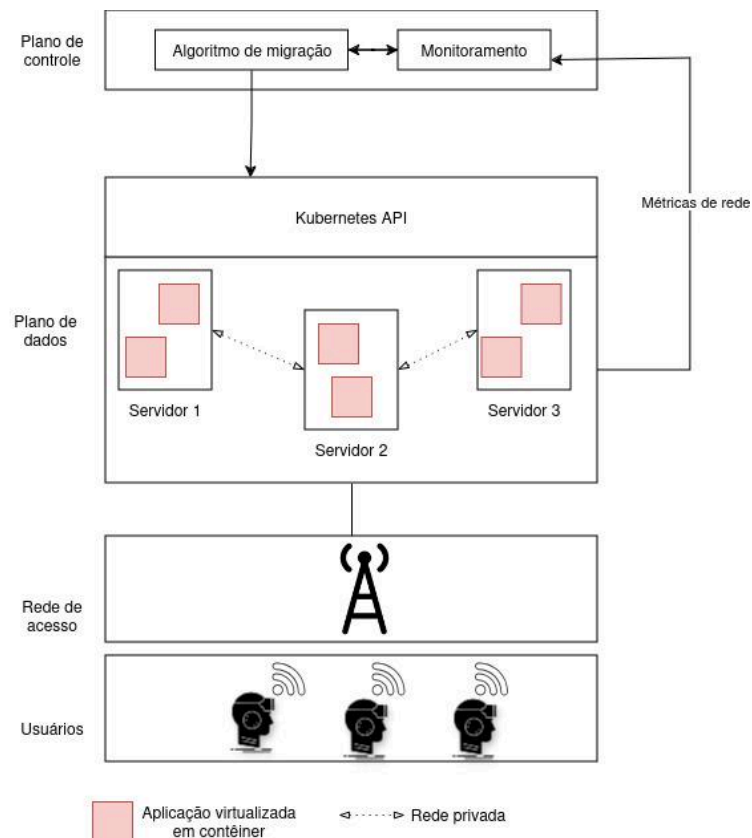 Plano de
controle
Algoritmo de migração
Monitoramento
Kubernetes API
Métricas de rede
Plano de
dados
Servidor 1
Servidor 2
Servidor 3
Rede de
acesso
Usuários
Aplicação virtualizada
em contêiner
Rede privada